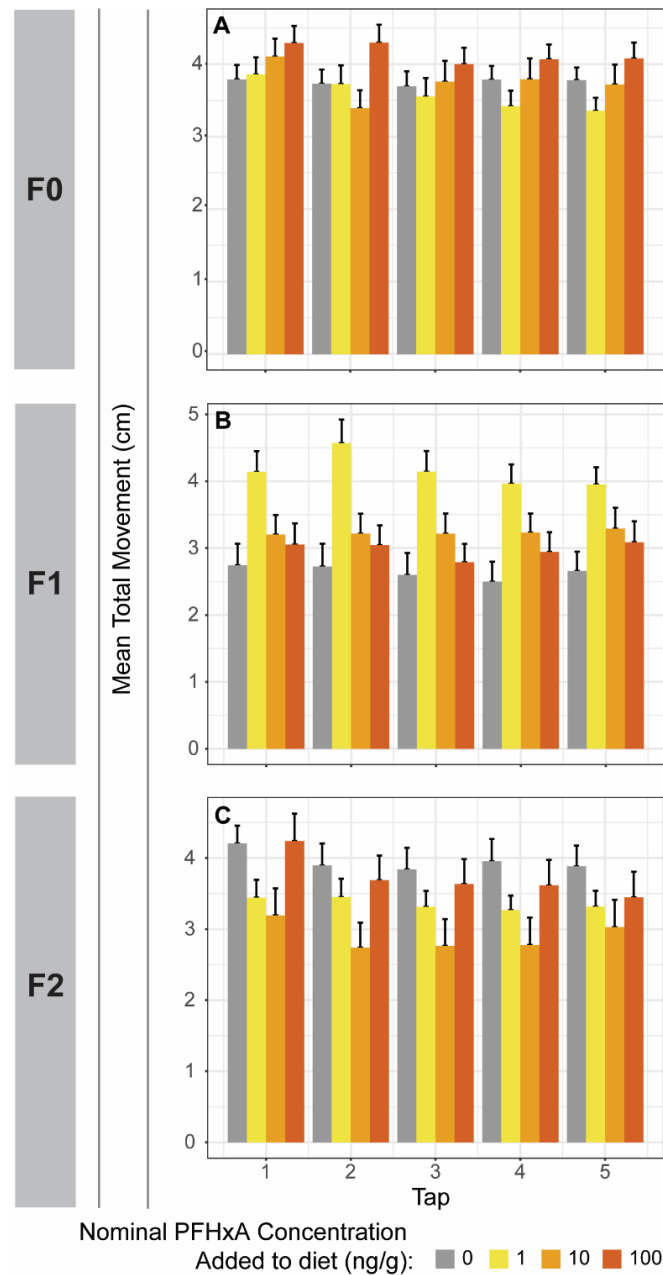 F0
A
4
3
2
1
0
F1
Mean Total Movement (cm)
B
5
4
3
2
1
0
F2
C
4
3
2
1
0
1 2 3 4 5
Tap
Nominal PFHxA Concentration
Added to diet (ng/g): 0 1 10 100